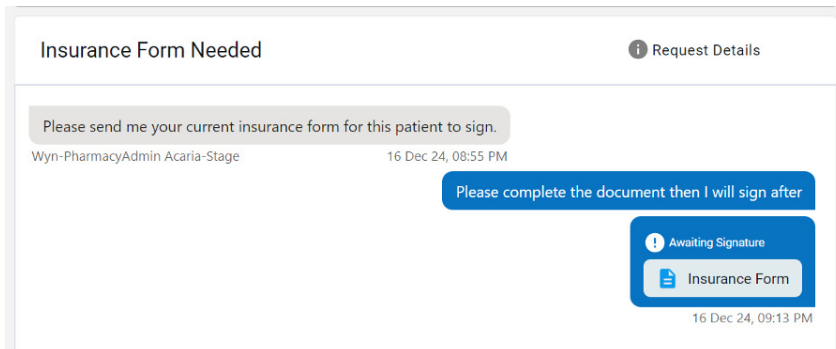 Insurance Form Needed
Request Details
Please send me your current insurance form for this patient to sign.
Wyn-PharmacyAdmin Acaria-Stage 16 Dec 24, 08:55 PM
Please complete the document then I will sign after
Awaiting Signature
Insurance Form
16 Dec 24, 09:13 PM